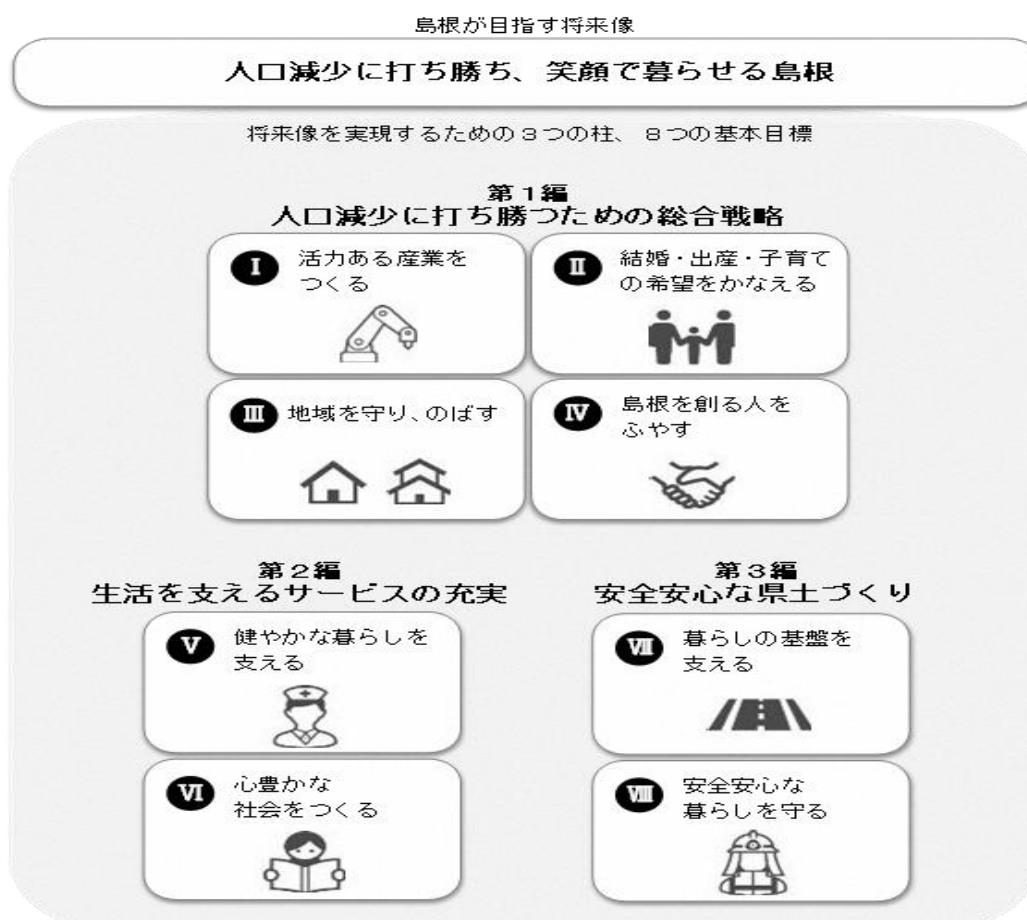 島根が目指す将来像
人口減少に打ち勝ち、笑顔で暮らせる島根
将来像を実現するための３つの柱、８つの基本目標
第１編
人口減少に打ち勝つための総合戦略
Ⅰ 活力ある産業を
つくる
Ⅱ 結婚・出産・子育て
の希望をかなえる
Ⅲ 地域を守り、のばす
Ⅳ 島根を創る人を
ふやす
第２編
生活を支えるサービスの充実
Ⅴ 健やかな暮らしを
支える
Ⅵ 心豊かな
社会をつくる
第３編
安全安心な県土づくり
Ⅶ 暮らしの基盤を
支える
Ⅷ 安全安心な
暮らしを守る